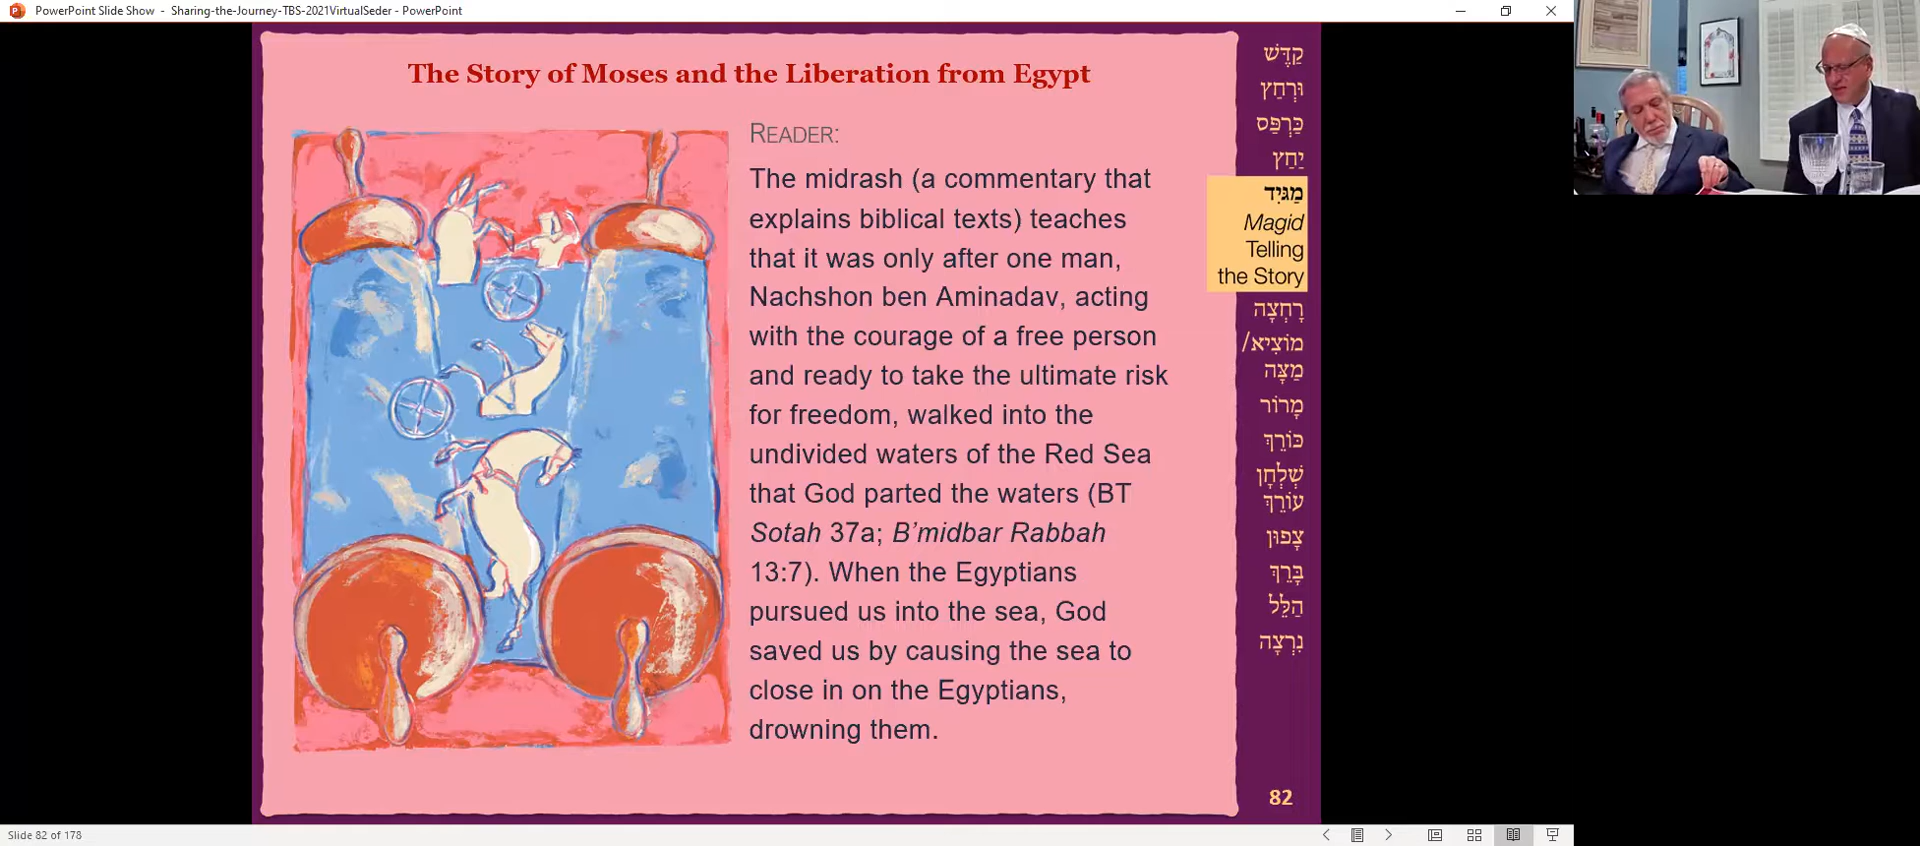 PowerPoint Slide Show - Sharing-the-Journey-TBS-2021VirtualSeder - PowerPoint
The Story of Moses and the Liberation from Egypt
READER:
The midrash (a commentary that
explains biblical texts) teaches
that it was only after one man,
Nachshon ben Aminadav, acting
with the courage of a free person
and ready to take the ultimate risk
for freedom, walked into the
undivided waters of the Red Sea
that God parted the waters (BT
Sotah 37a; B’midbar Rabbah
13:7). When the Egyptians
pursued us into the sea, God
saved us by causing the sea to
close in on the Egyptians,
drowning them.
קַדֵּשׁ
וּרְחַץ
כַּרְפַּס
יַחַץ
מַגִּיד
Magid
Telling
the Story
רָחְצָה
מוֹצִיא/
מַצָּה
מָרוֹר
כּוֹרֵךְ
שֻׁלְחָן
עוֹרֵךְ
צָפוּן
בָּרֵךְ
הַלֵּל
נִרְצָה
82
Slide 82 of 178